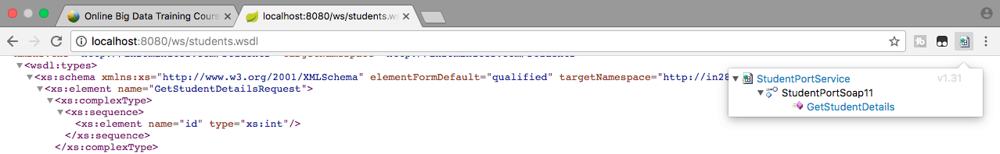 Online Big Data Training Cours
localhost:8080/ws/students.ws
localhost:8080/ws/students.wsdl
<wsdl:types>
<xs:schema xmlns:xs="http://www.w3.org/2001/XMLSchema" elementFormDefault="qualified" targetNamespace="http://in28
<xs:element name="GetStudentDetailsRequest">
<xs:complexType>
<xs:sequence>
<xs:element name="id" type="xs:int"/>
</xs:sequence>
</xs:complexType>
StudentPortService v1.31
StudentPortSoap11
GetStudentDetails